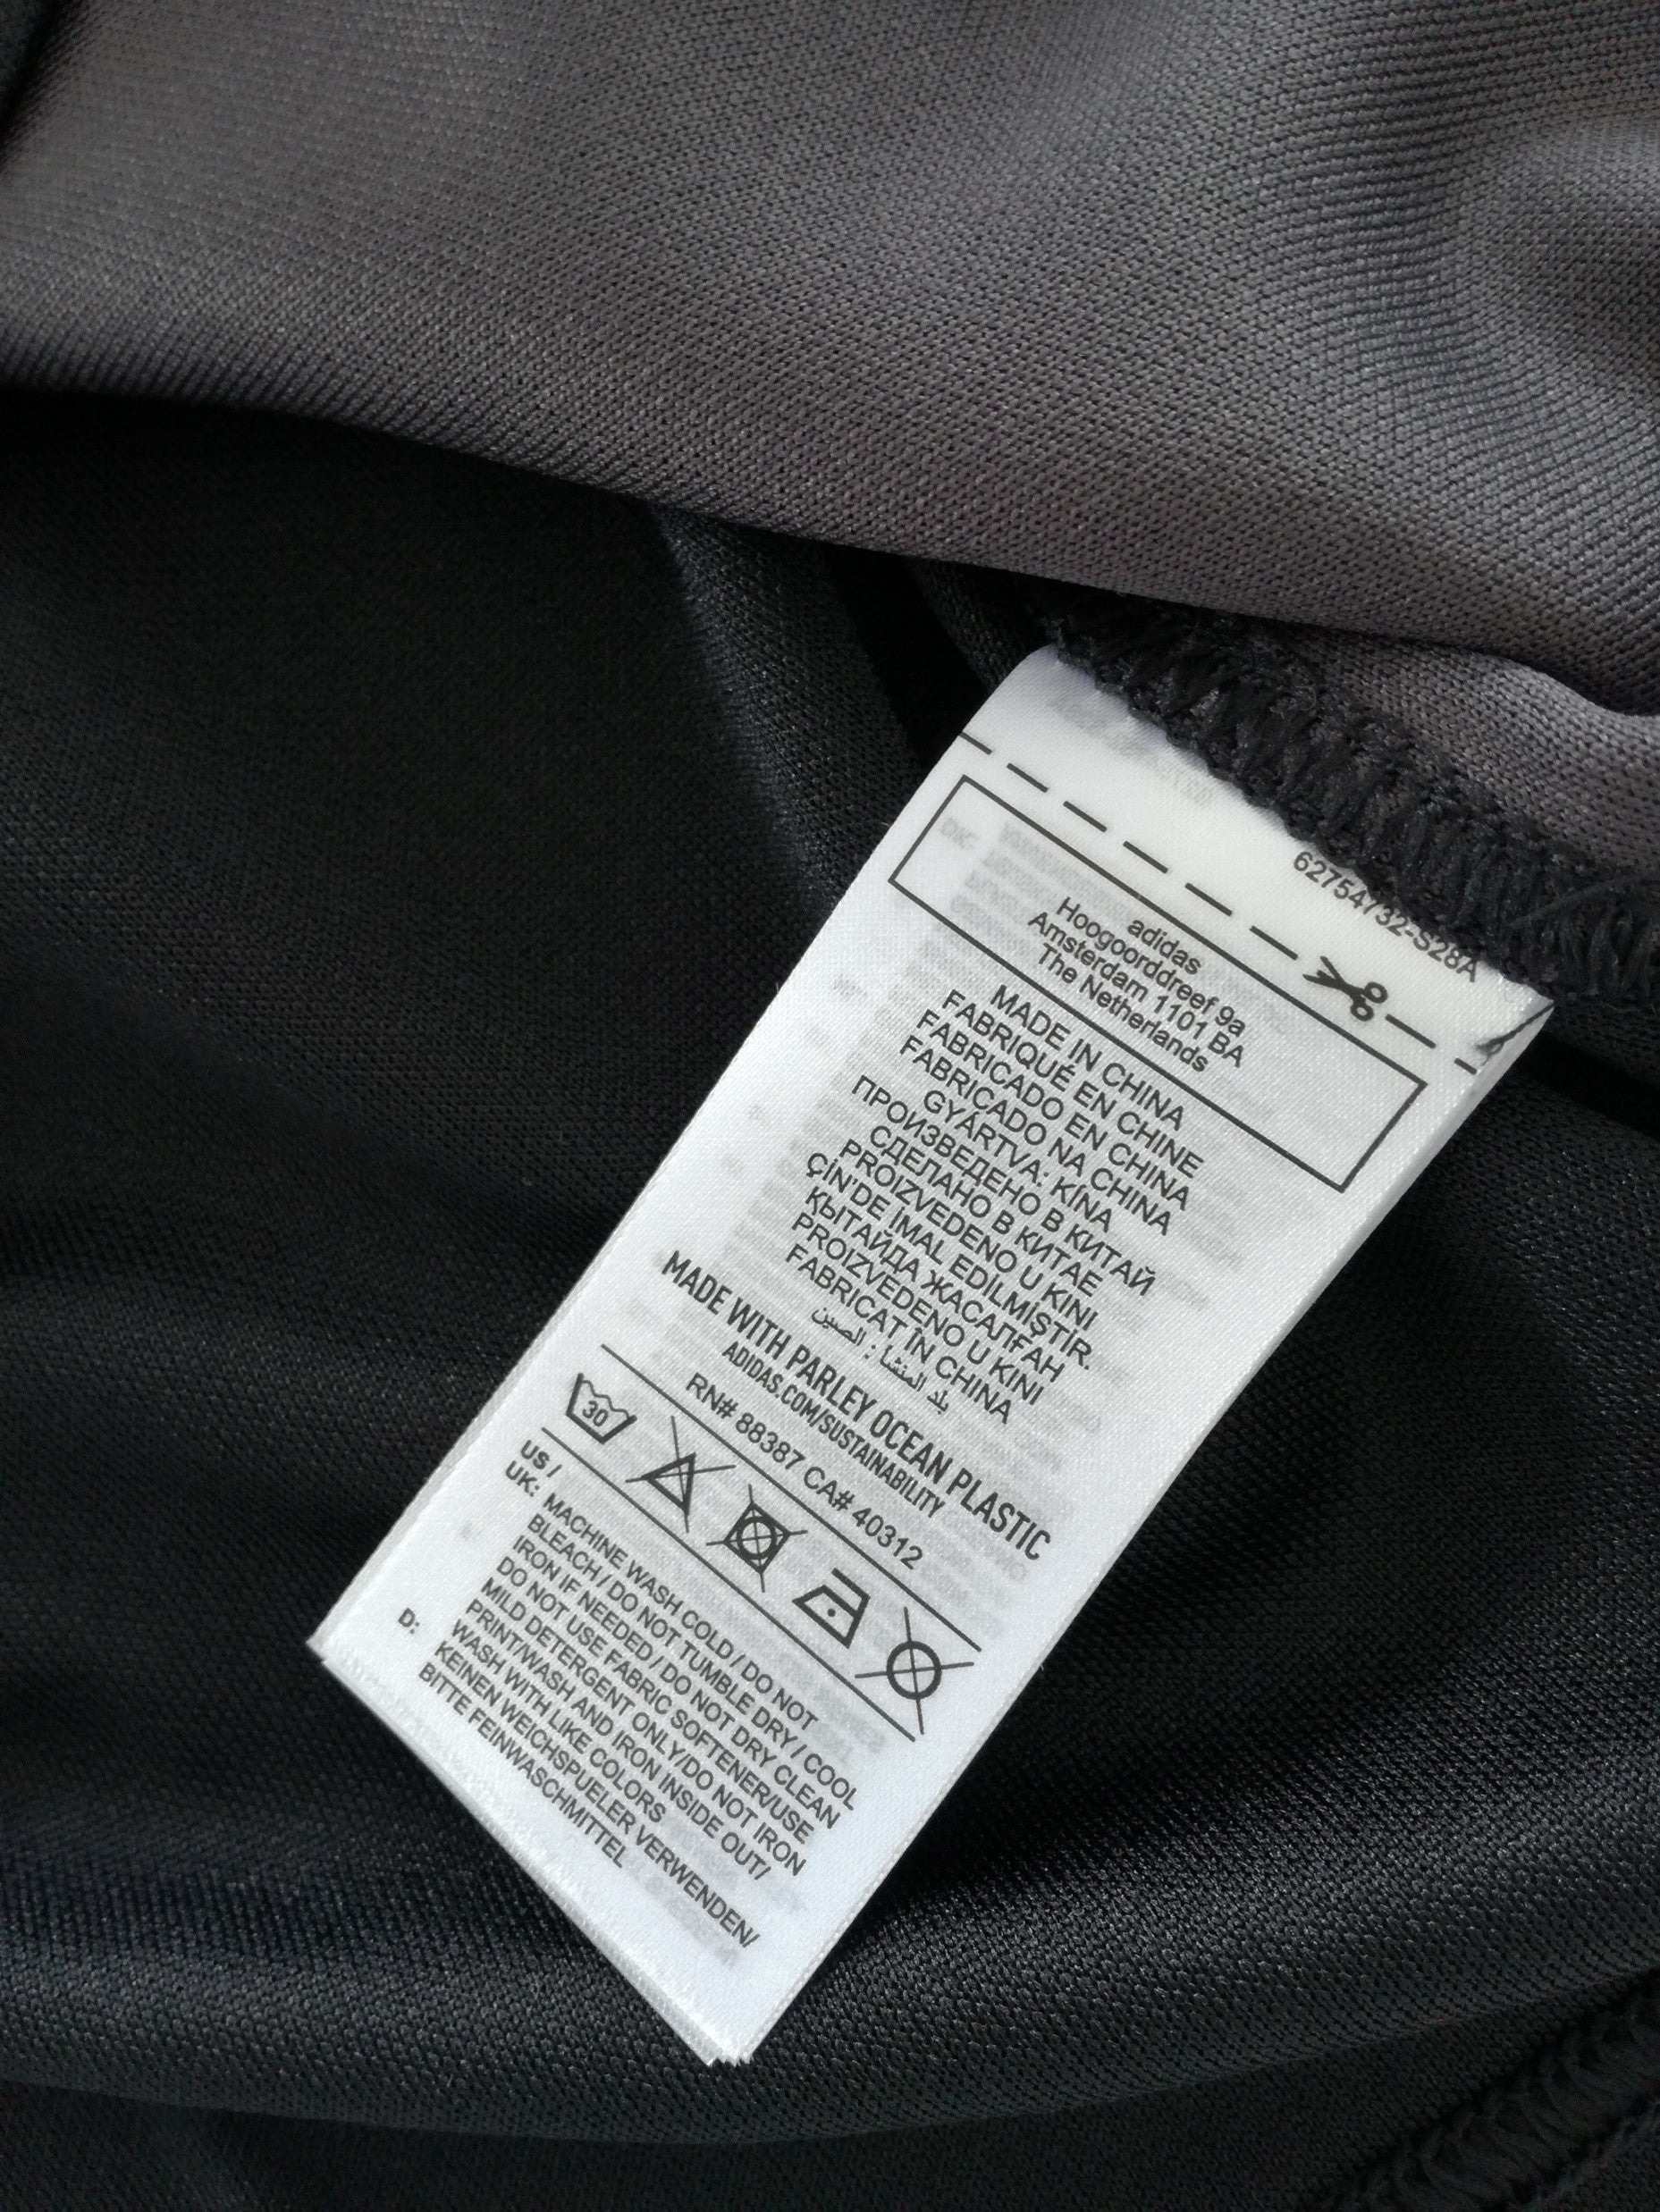 62754732-S28A
adidas
Hoogoorddreef 9a
Amsterdam 1101 BA
The Netherlands
MADE IN CHINA
FABRIQUÉ EN CHINE
FABRICADO EN CHINA
FABRICADO NA CHINA
GYÁRTVA: KÍNA
ПРОИЗВЕДЕНО В КИТАЙ
СДЕЛАНО В КИТАЕ
PROIZVEDENO U KINI
ÇİN'DE İMAL EDİLMİŞTİR.
ҚЫТАЙДА ЖАСАЛҒАН
PROIZVEDENO U KINI
FABRICAT ÎN CHINA
بلد المنشأ : الصين
MADE WITH PARLEY OCEAN PLASTIC
ADIDAS.COM/SUSTAINABILITY
RN# 88387 CA# 40312
30
US /
UK: MACHINE WASH COLD / DO NOT
BLEACH / DO NOT TUMBLE DRY / COOL
IRON IF NEEDED / DO NOT DRY CLEAN
DO NOT USE FABRIC SOFTENER/USE
MILD DETERGENT ONLY/DO NOT IRON
PRINT/WASH AND IRON INSIDE OUT/
WASH WITH LIKE COLORS
D: KEINEN WEICHSPUELER VERWENDEN/
BITTE FEINWASCHMITTEL